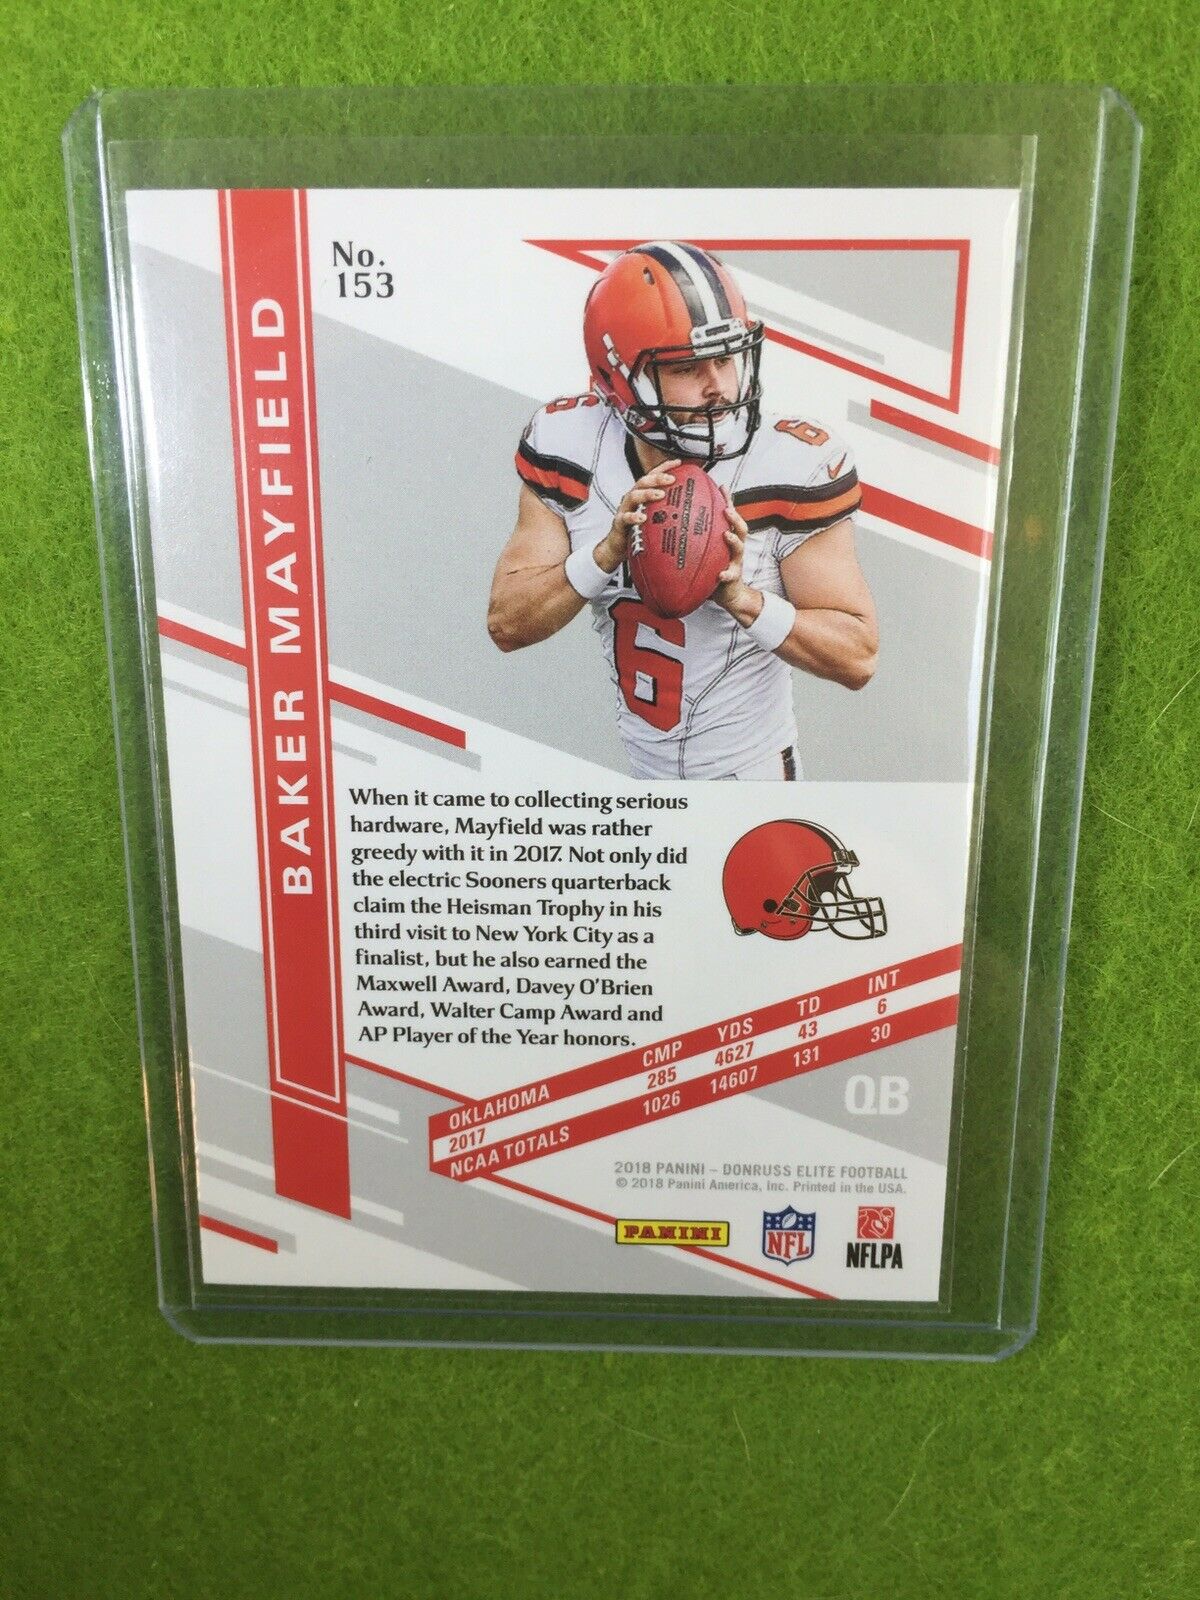 No.
153
BAKER MAYFIELD
6
6
6
When it came to collecting serious
hardware, Mayfield was rather
greedy with it in 2017. Not only did
the electric Sooners quarterback
claim the Heisman Trophy in his
third visit to New York City as a
finalist, but he also earned the
Maxwell Award, Davey O'Brien
Award, Walter Camp Award and
AP Player of the Year honors.
OKLAHOMA CMP YDS TD INT
2017 285 4627 43 6
NCAA TOTALS 1026 14607 131 30
QB
2018 PANINI – DONRUSS ELITE FOOTBALL
© 2018 Panini America, Inc. Printed in the USA.
PANINI
NFL
NFLPA